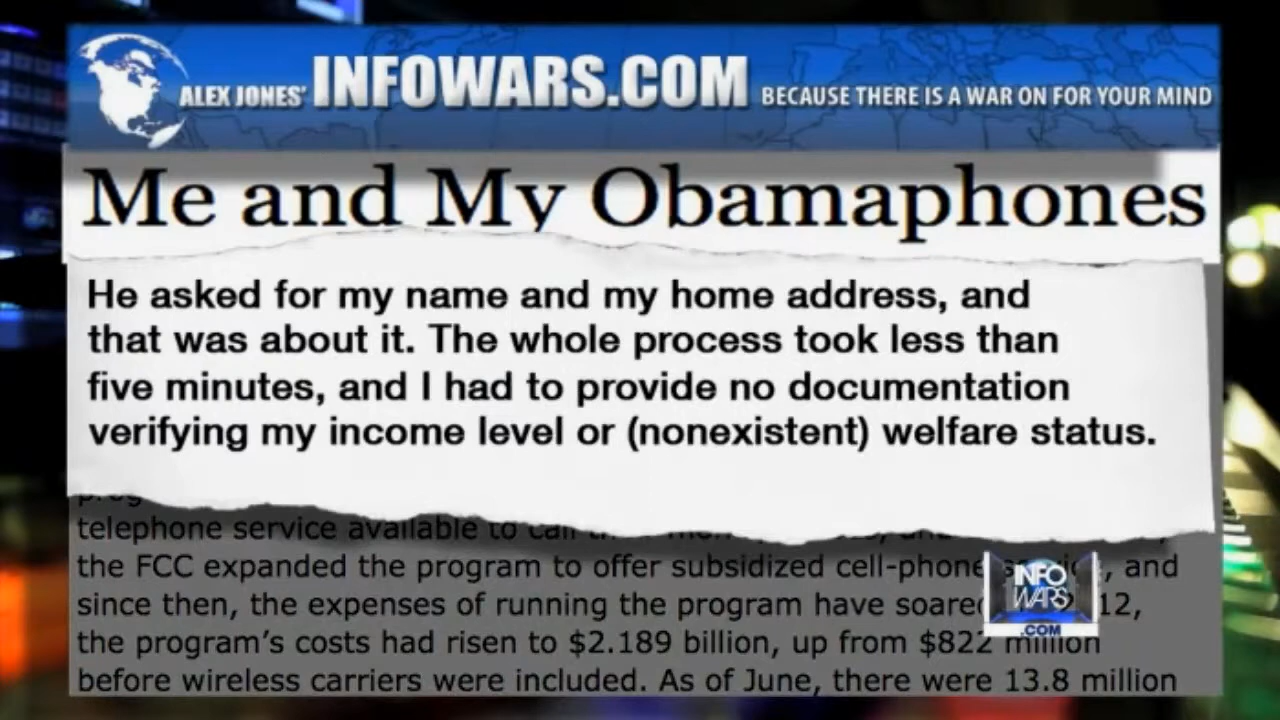 ALEX JONES' INFOWARS.COM BECAUSE THERE IS A WAR ON FOR YOUR MIND
Me and My Obamaphones
He asked for my name and my home address, and
that was about it. The whole process took less than
five minutes, and I had to provide no documentation
verifying my income level or (nonexistent) welfare status.
telephone service available to
the FCC expanded the program to offer subsidized cell-phone and
since then, the expenses of running the program have soared
the program's costs had risen to $2.189 billion, up from $822 million
before wireless carriers were included. As of June, there were 13.8 million
INFO
WARS
.COM